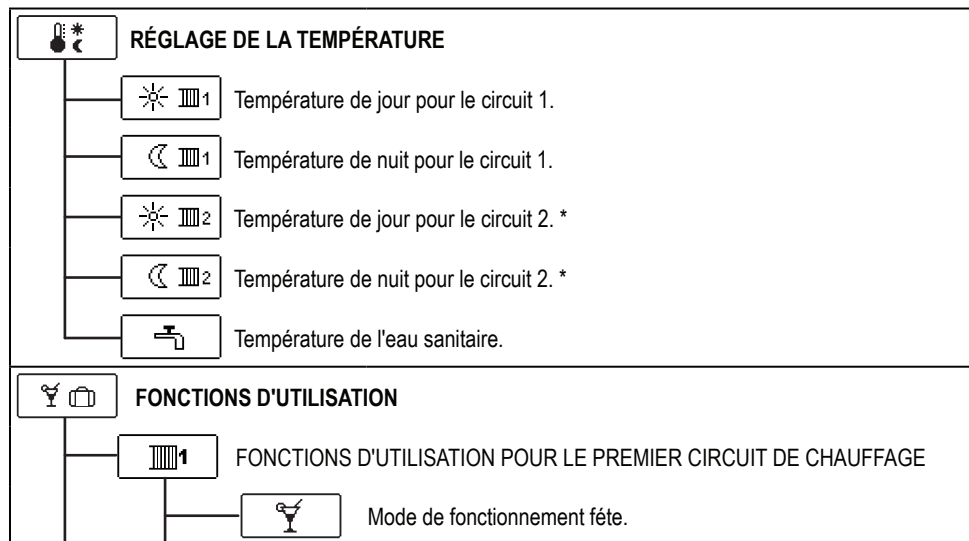 RÉGLAGE DE LA TEMPÉRATURE
1 Température de jour pour le circuit 1.
1 Température de nuit pour le circuit 1.
2 Température de jour pour le circuit 2. *
2 Température de nuit pour le circuit 2. *
Température de l'eau sanitaire.
FONCTIONS D'UTILISATION
1 FONCTIONS D'UTILISATION POUR LE PREMIER CIRCUIT DE CHAUFFAGE
Mode de fonctionnement féte.